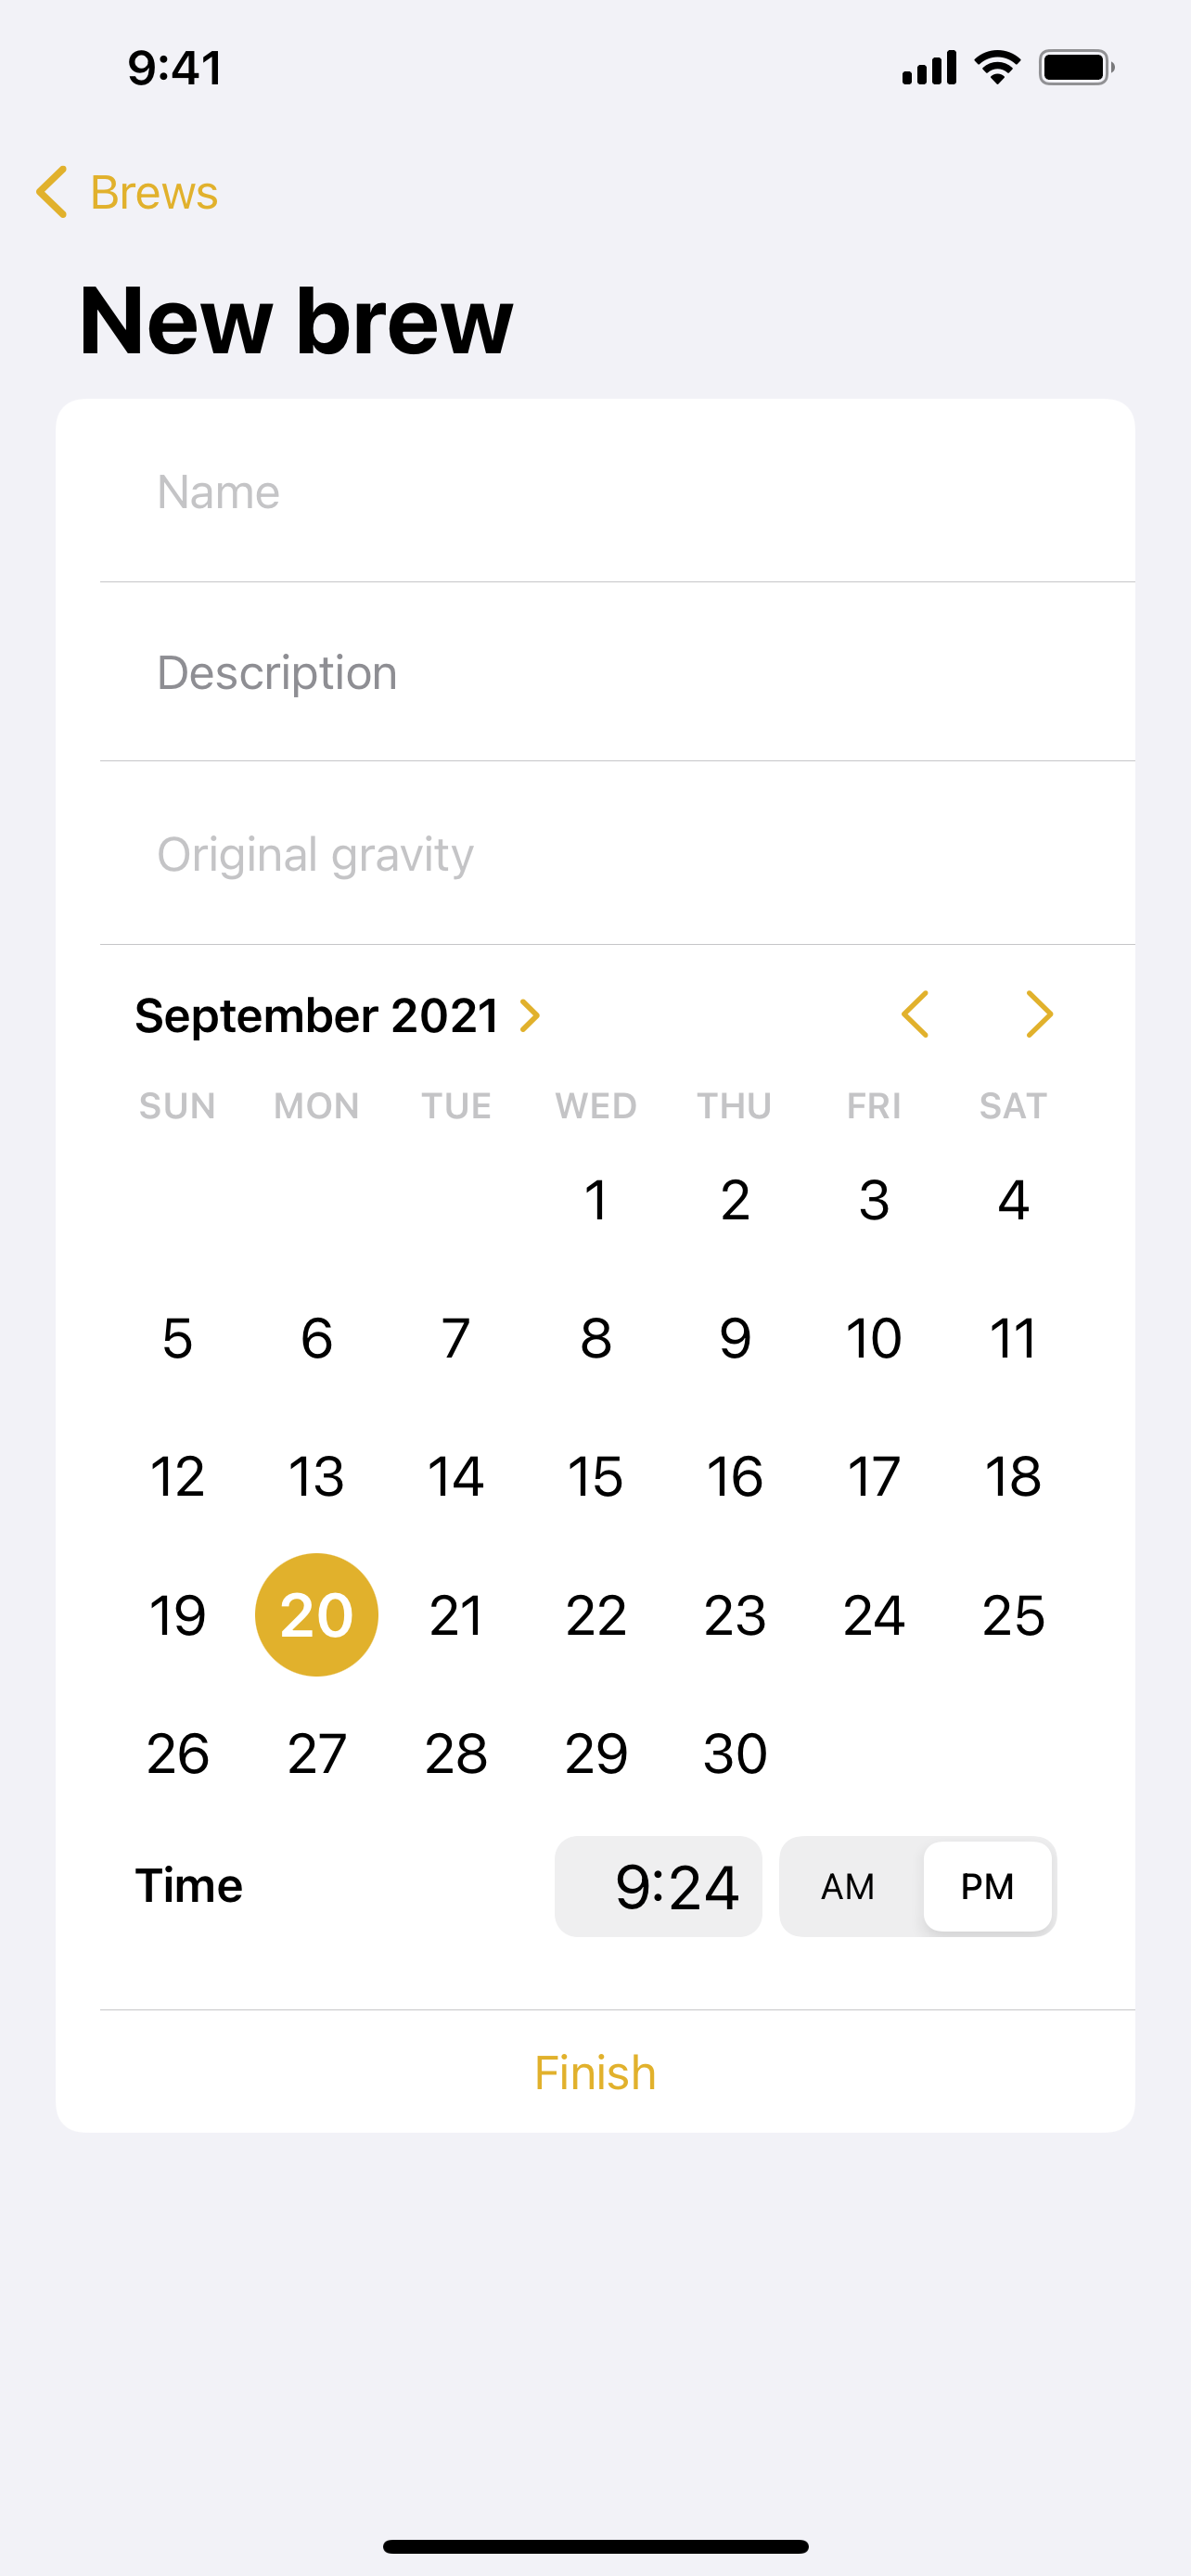 9:41
Brews
New brew
Name
Description
Original gravity
September 2021
SUN MON TUE WED THU FRI SAT
1 2 3 4
5 6 7 8 9 10 11
12 13 14 15 16 17 18
19 20 21 22 23 24 25
26 27 28 29 30
Time 9:24 AM PM
Finish